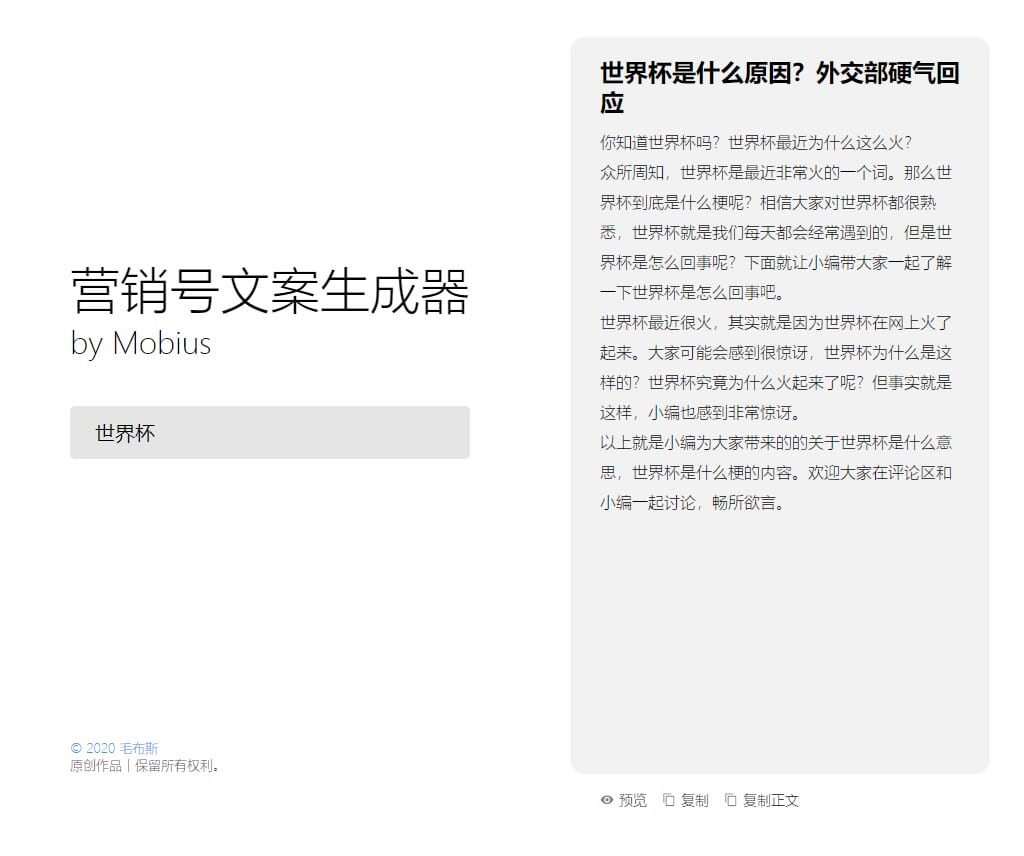 营销号文案生成器
by Mobius
世界杯
© 2020 毛布斯
原创作品丨保留所有权利。
世界杯是什么原因？外交部硬气回
应
你知道世界杯吗？世界杯最近为什么这么火？
众所周知，世界杯是最近非常火的一个词。那么世
界杯到底是什么梗呢？相信大家对世界杯都很熟
悉，世界杯就是我们每天都会经常遇到的，但是世
界杯是怎么回事呢？下面就让小编带大家一起了解
一下世界杯是怎么回事吧。
世界杯最近很火，其实就是因为世界杯在网上火了
起来。大家可能会感到很惊讶，世界杯为什么是这
样的？世界杯究竟为什么火起来了呢？但事实就是
这样，小编也感到非常惊讶。
以上就是小编为大家带来的的关于世界杯是什么意
思，世界杯是什么梗的内容。欢迎大家在评论区和
小编一起讨论，畅所欲言。
预览 复制 复制正文